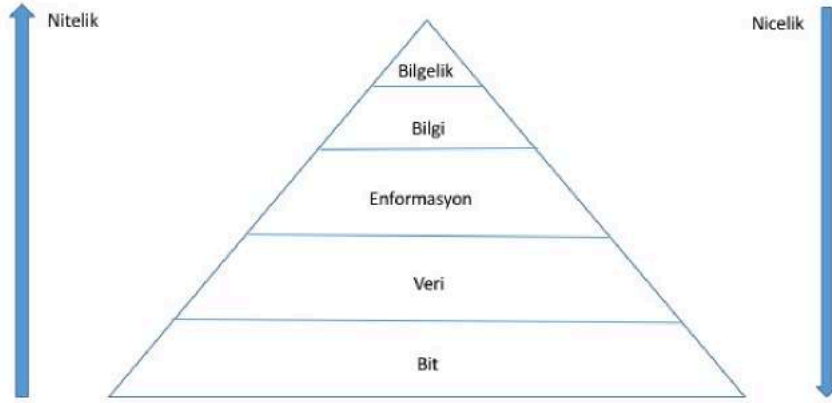 Nitelik
Nicelik
Bilgelik
Bilgi
Enformasyon
Veri
Bit